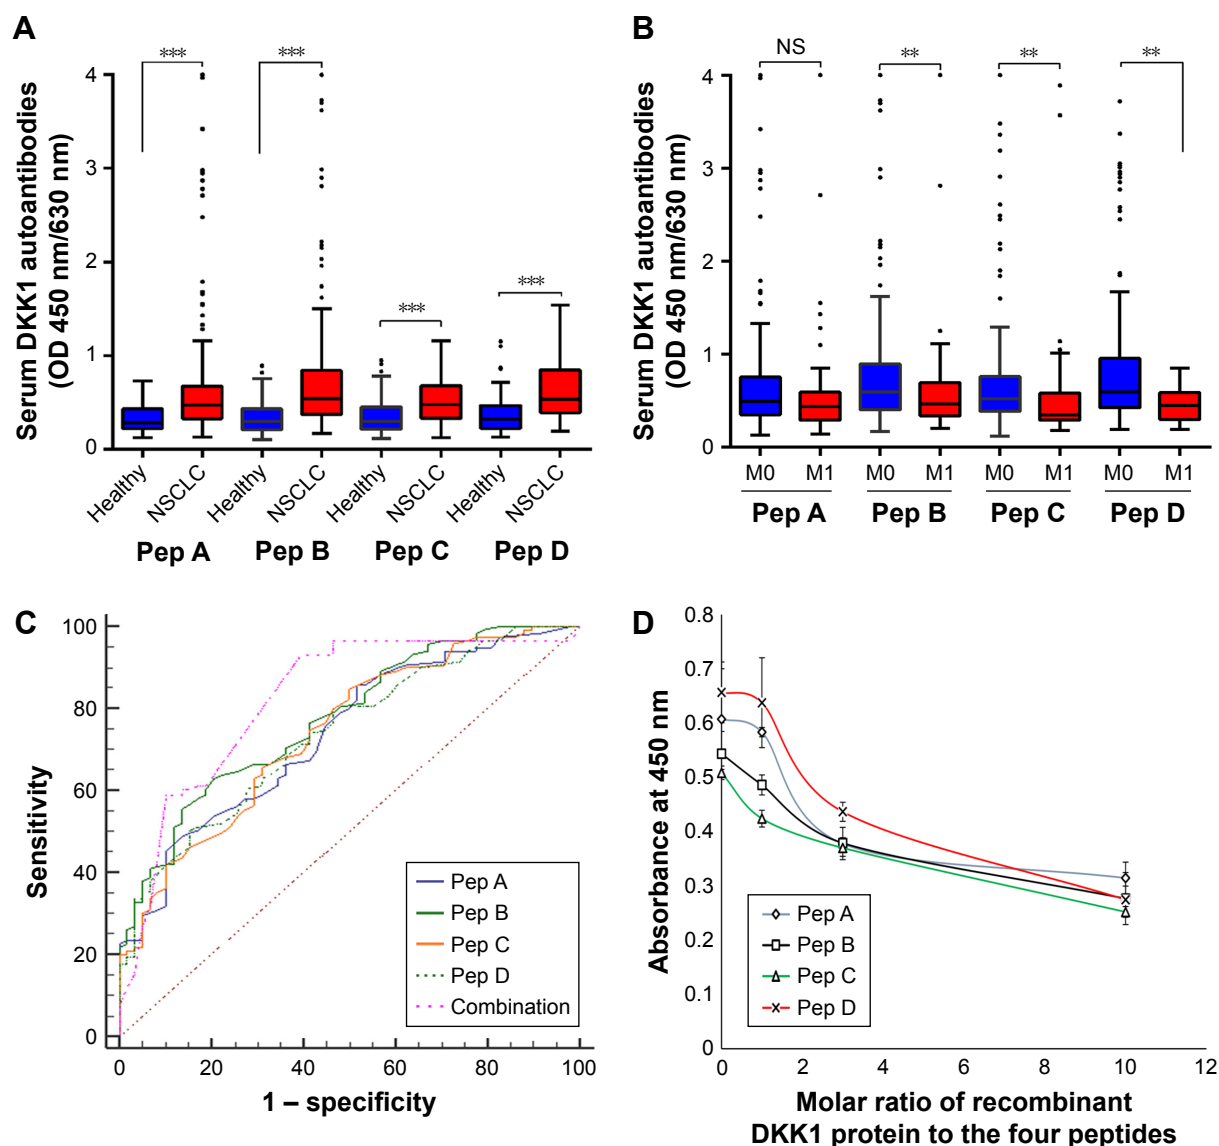 A
Serum DKK1 autoantibodies
(OD 450 nm/630 nm)
4
3
2
1
0
***
***
***
***
Healthy
NSCLC
Healthy
NSCLC
Healthy
NSCLC
Healthy
NSCLC
Pep A
Pep B
Pep C
Pep D
B
Serum DKK1 autoantibodies
(OD 450 nm/630 nm)
4
3
2
1
0
NS
**
**
**
M0
M1
M0
M1
M0
M1
M0
M1
Pep A
Pep B
Pep C
Pep D
C
Sensitivity
100
80
60
40
20
0
0
20
40
60
80
100
1 – specificity
Pep A
Pep B
Pep C
Pep D
Combination
D
Absorbance at 450 nm
0.8
0.7
0.6
0.5
0.4
0.3
0.2
0.1
0
0
2
4
6
8
10
12
Molar ratio of recombinant
DKK1 protein to the four peptides
Pep A
Pep B
Pep C
Pep D